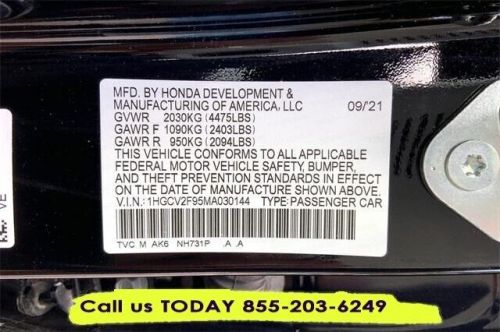 MFD. BY HONDA DEVELOPMENT &
MANUFACTURING OF AMERICA, LLC 09/21
GVWR 2030KG (4475LBS)
GAWR F 1090KG (2403LBS)
GAWR R 950KG (2094LBS)
THIS VEHICLE CONFORMS TO ALL APPLICABLE
FEDERAL MOTOR VEHICLE SAFETY, BUMPER,
AND THEFT PREVENTION STANDARDS IN EFFECT
ON THE DATE OF MANUFACTURE SHOWN ABOVE.
V.I.N.: 1HGCV2F95MA030144 TYPE: PASSENGER CAR
TVC M AK6 NH731P .A .A
VE
Call us TODAY 855-203-6249